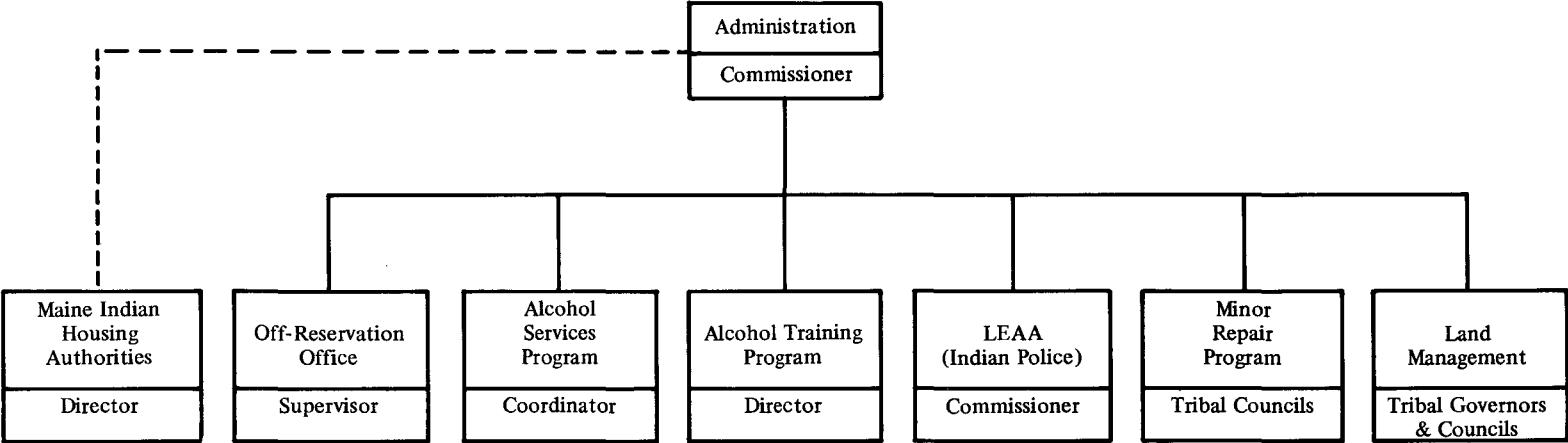 Administration
Commissioner
Maine Indian
Housing
Authorities
Director
Off-Reservation
Office
Supervisor
Alcohol
Services
Program
Coordinator
Alcohol Training
Program
Director
LEAA
(Indian Police)
Commissioner
Minor
Repair
Program
Tribal Councils
Land
Management
Tribal Governors
& Councils